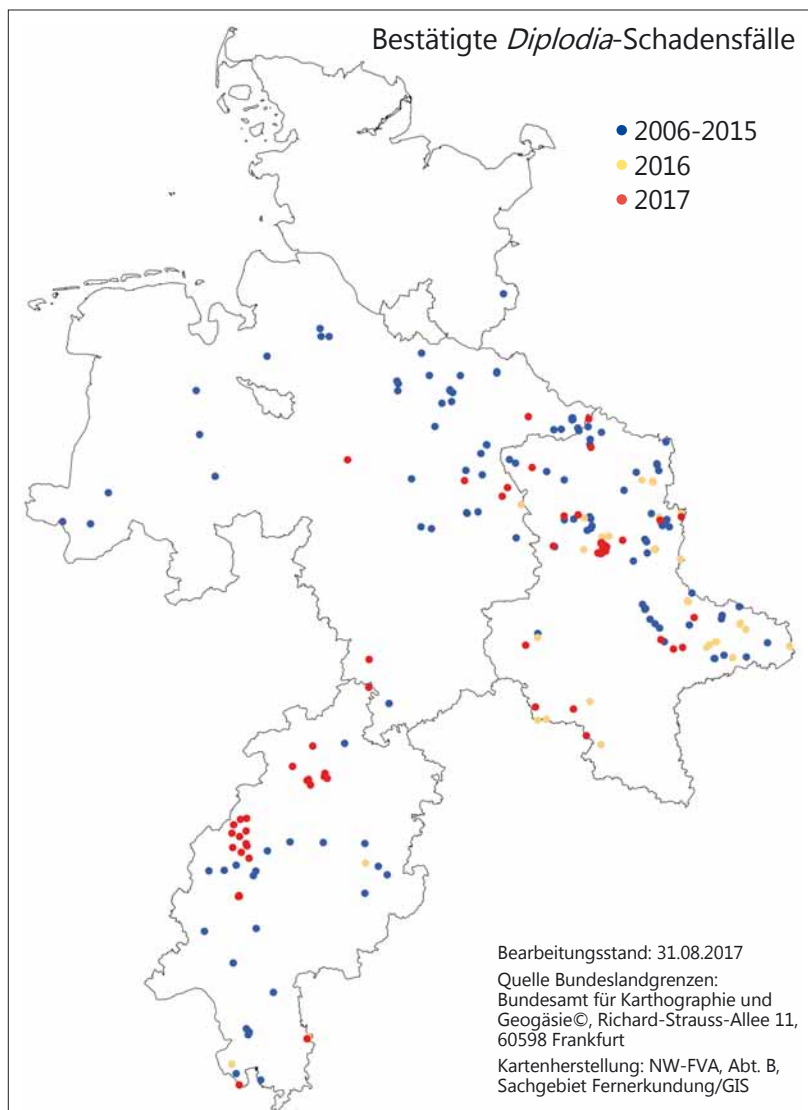 Bestätigte Diplodia-Schadensfälle
2006-2015
2016
2017
Bearbeitungsstand: 31.08.2017
Quelle Bundeslandgrenzen:
Bundesamt für Karthographie und
Geogäsie©, Richard-Strauss-Allee 11,
60598 Frankfurt
Kartenherstellung: NW-FVA, Abt. B,
Sachgebiet Fernerkundung/GIS